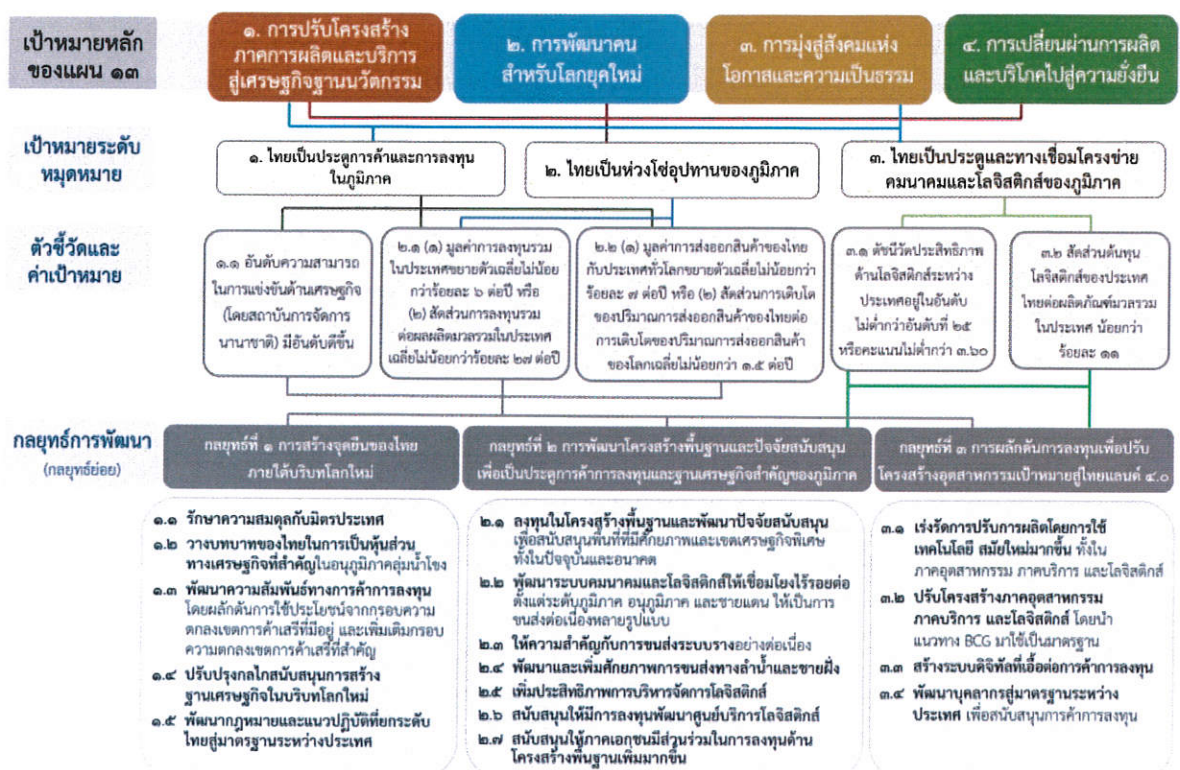 เป้าหมายหลัก
ของแผน ๑๓
๑. การปรับโครงสร้าง
ภาคการผลิตและบริการ
สู่เศรษฐกิจฐานนวัตกรรม
๒. การพัฒนาคน
สำหรับโลกยุคใหม่
๓. การมุ่งสู่สังคมแห่ง
โอกาสและความเป็นธรรม
๔. การเปลี่ยนผ่านการผลิต
และบริโภคไปสู่ความยั่งยืน
เป้าหมายระดับ
หมุดหมาย
๑. ไทยเป็นประตูการค้าและการลงทุน
ในภูมิภาค
๒. ไทยเป็นห่วงโซ่อุปทานของภูมิภาค
๓. ไทยเป็นประตูและทางเชื่อมโครงข่าย
คมนาคมและโลจิสติกส์ของภูมิภาค
ตัวชี้วัดและ
ค่าเป้าหมาย
๑.๑ อันดับความสามารถ
ในการแข่งขันด้านเศรษฐกิจ
(โดยสถาบันการจัดการ
นานาชาติ) มีอันดับดีขึ้น
๒.๑ (๑) มูลค่าการลงทุนรวม
ในประเทศขยายตัวเฉลี่ยไม่น้อย
กว่าร้อยละ ๖ ต่อปี หรือ
(๒) สัดส่วนการลงทุนรวม
ต่อผลผลิตมวลรวมในประเทศ
เฉลี่ยไม่น้อยกว่าร้อยละ ๒๗ ต่อปี
๒.๒ (๑) มูลค่าการส่งออกสินค้าของไทย
กับประเทศทั่วโลกขยายตัวเฉลี่ยไม่น้อยกว่า
ร้อยละ ๗ ต่อปี หรือ (๒) สัดส่วนการเติบโต
ของปริมาณการส่งออกสินค้าของไทยต่อ
การเติบโตของปริมาณการส่งออกสินค้า
ของโลกเฉลี่ยไม่น้อยกว่า ๑.๕ ต่อปี
๓.๑ ดัชนีวัดประสิทธิภาพ
ด้านโลจิสติกส์ระหว่าง
ประเทศอยู่ในอันดับ
ไม่ต่ำกว่าอันดับที่ ๒๕
หรือคะแนนไม่ต่ำกว่า ๓.๖๐
๓.๒ สัดส่วนต้นทุน
โลจิสติกส์ของประเทศ
ไทยต่อผลิตภัณฑ์มวลรวม
ในประเทศ น้อยกว่า
ร้อยละ ๑๑
กลยุทธ์การพัฒนา
(กลยุทธ์ย่อย)
กลยุทธ์ที่ ๑ การสร้างจุดยืนของไทย
ภายใต้บริบทโลกใหม่
๑.๑ รักษาความสมดุลกับมิตรประเทศ
๑.๒ วางบทบาทของไทยในการเป็นหุ้นส่วน
ทางเศรษฐกิจที่สำคัญในอนุภูมิภาคลุ่มน้ำโขง
๑.๓ พัฒนาความสัมพันธ์ทางการค้าการลงทุน
โดยผลักดันการใช้ประโยชน์จากกรอบความ
ตกลงเขตการค้าเสรีที่มีอยู่ และเพิ่มเติมกรอบ
ความตกลงเขตการค้าเสรีที่สำคัญ
๑.๔ ปรับปรุงกลไกสนับสนุนการสร้าง
ฐานเศรษฐกิจในบริบทโลกใหม่
๑.๕ พัฒนากฎหมายและแนวปฏิบัติที่ยกระดับ
ไทยสู่มาตรฐานระหว่างประเทศ
กลยุทธ์ที่ ๒ การพัฒนาโครงสร้างพื้นฐานและปัจจัยสนับสนุน
เพื่อเป็นประตูการค้าการลงทุนและฐานเศรษฐกิจสำคัญของภูมิภาค
๒.๑ ลงทุนในโครงสร้างพื้นฐานและพัฒนาปัจจัยสนับสนุน
เพื่อสนับสนุนพื้นที่ที่มีศักยภาพและเขตเศรษฐกิจพิเศษ
ทั้งในปัจจุบันและอนาคต
๒.๒ พัฒนาระบบคมนาคมและโลจิสติกส์ให้เชื่อมโยงไร้รอยต่อ
ตั้งแต่ระดับภูมิภาค อนุภูมิภาค และชายแดน ให้เป็นการ
ขนส่งต่อเนื่องหลายรูปแบบ
๒.๓ ให้ความสำคัญกับการขนส่งระบบรางอย่างต่อเนื่อง
๒.๔ พัฒนาและเพิ่มศักยภาพการขนส่งทางลำน้ำและชายฝั่ง
๒.๕ เพิ่มประสิทธิภาพการบริหารจัดการโลจิสติกส์
๒.๖ สนับสนุนให้มีการลงทุนพัฒนาศูนย์บริการโลจิสติกส์
๒.๗ สนับสนุนให้ภาคเอกชนมีส่วนร่วมในการลงทุนด้าน
โครงสร้างพื้นฐานเพิ่มมากขึ้น
กลยุทธ์ที่ ๓ การผลักดันการลงทุนเพื่อปรับ
โครงสร้างอุตสาหกรรมเป้าหมายสู่ไทยแลนด์ ๔.๐
๓.๑ เร่งรัดการปรับการผลิตโดยการใช้
เทคโนโลยี สมัยใหม่มากขึ้น ทั้งใน
ภาคอุตสาหกรรม ภาคบริการ และโลจิสติกส์
๓.๒ ปรับโครงสร้างภาคอุตสาหกรรม
ภาคบริการ และโลจิสติกส์ โดยนำ
แนวทาง BCG มาใช้เป็นมาตรฐาน
๓.๓ สร้างระบบดิจิทัลที่เอื้อต่อการค้าการลงทุน
๓.๔ พัฒนาบุคลากรสู่มาตรฐานระหว่าง
ประเทศ เพื่อสนับสนุนการค้าการลงทุน